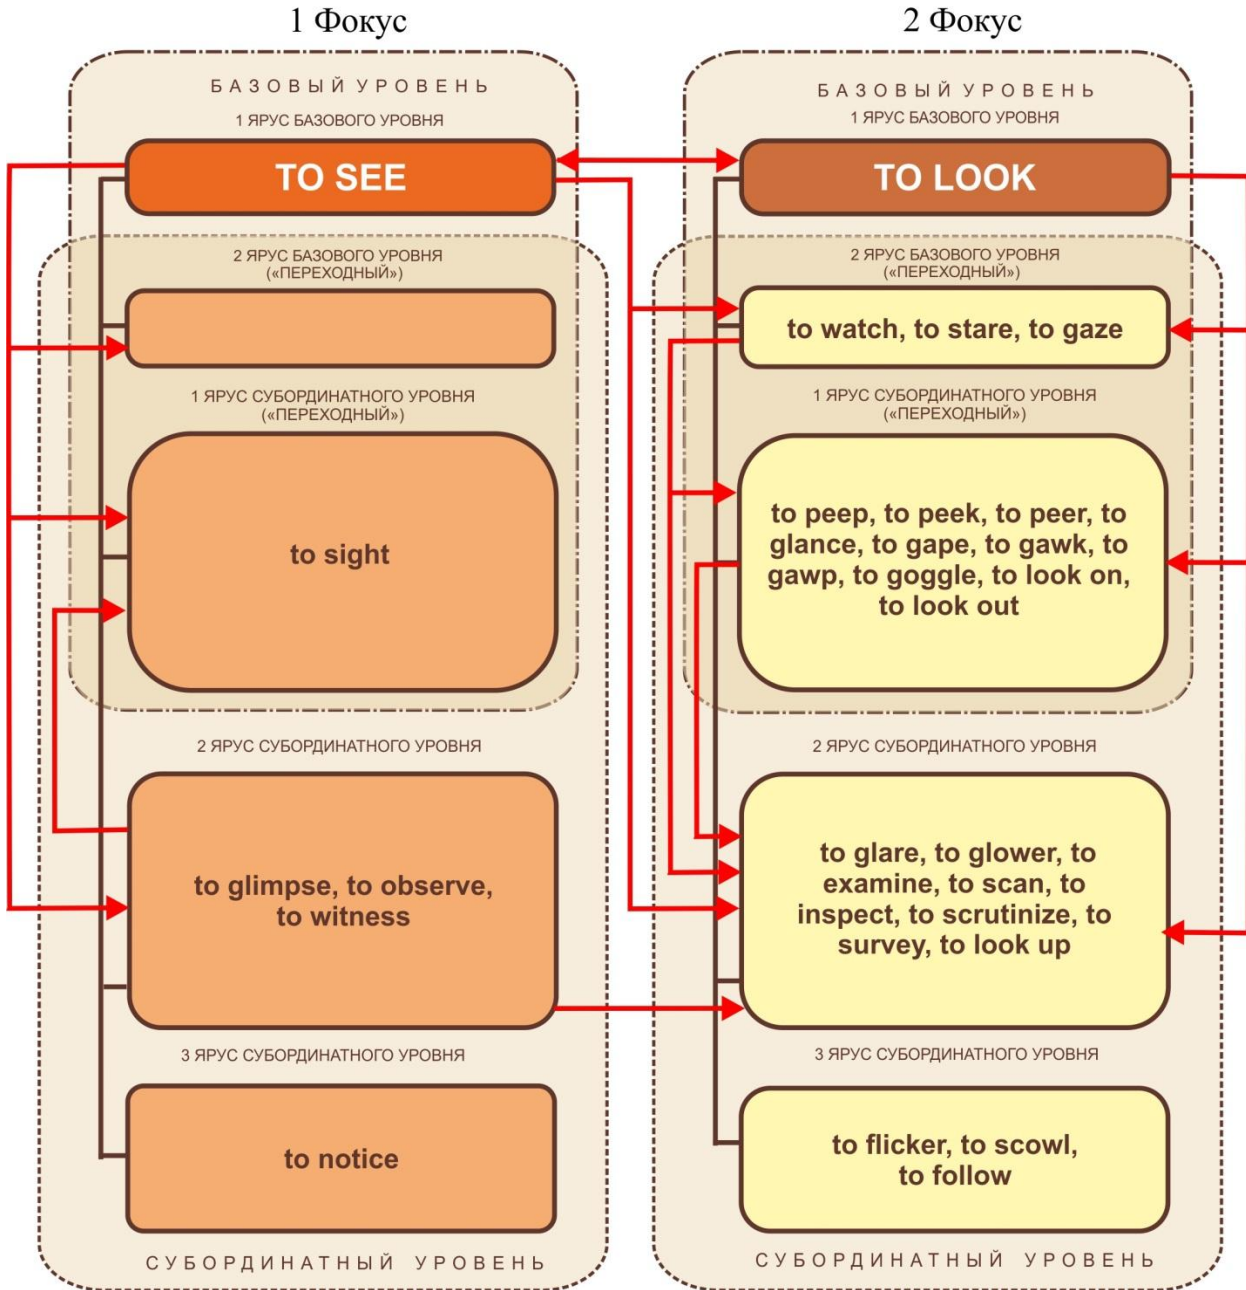 1 Фокус
БАЗОВЫЙ УРОВЕНЬ
1 ЯРУС БАЗОВОГО УРОВНЯ
TO SEE
2 ЯРУС БАЗОВОГО УРОВНЯ
(«ПЕРЕХОДНЫЙ»)
1 ЯРУС СУБОРДИНАТНОГО УРОВНЯ
(«ПЕРЕХОДНЫЙ»)
to sight
2 ЯРУС СУБОРДИНАТНОГО УРОВНЯ
to glimpse, to observe,
to witness
3 ЯРУС СУБОРДИНАТНОГО УРОВНЯ
to notice
СУБОРДИНАТНЫЙ УРОВЕНЬ
2 Фокус
БАЗОВЫЙ УРОВЕНЬ
1 ЯРУС БАЗОВОГО УРОВНЯ
TO LOOK
2 ЯРУС БАЗОВОГО УРОВНЯ
(«ПЕРЕХОДНЫЙ»)
to watch, to stare, to gaze
1 ЯРУС СУБОРДИНАТНОГО УРОВНЯ
(«ПЕРЕХОДНЫЙ»)
to peep, to peek, to peer, to
glance, to gape, to gawk, to
gawp, to goggle, to look on,
to look out
2 ЯРУС СУБОРДИНАТНОГО УРОВНЯ
to glare, to glower, to
examine, to scan, to
inspect, to scrutinize, to
survey, to look up
3 ЯРУС СУБОРДИНАТНОГО УРОВНЯ
to flicker, to scowl,
to follow
СУБОРДИНАТНЫЙ УРОВЕНЬ